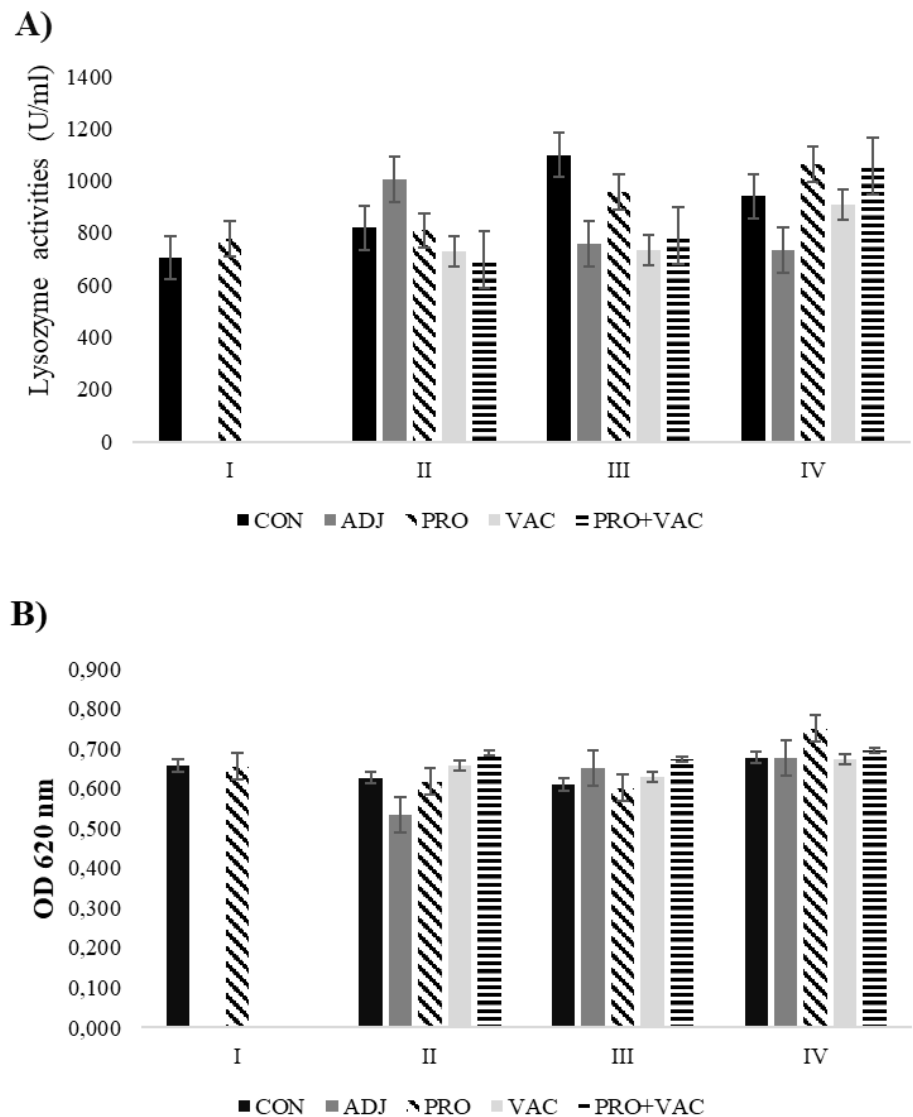 A)
Lysozyme activities (U/ml)
1400
1200
1000
800
600
400
200
0
I II III IV
CON ADJ PRO VAC PRO+VAC
B)
OD 620 nm
0,900
0,800
0,700
0,600
0,500
0,400
0,300
0,200
0,100
0,000
I II III IV
CON ADJ PRO VAC PRO+VAC